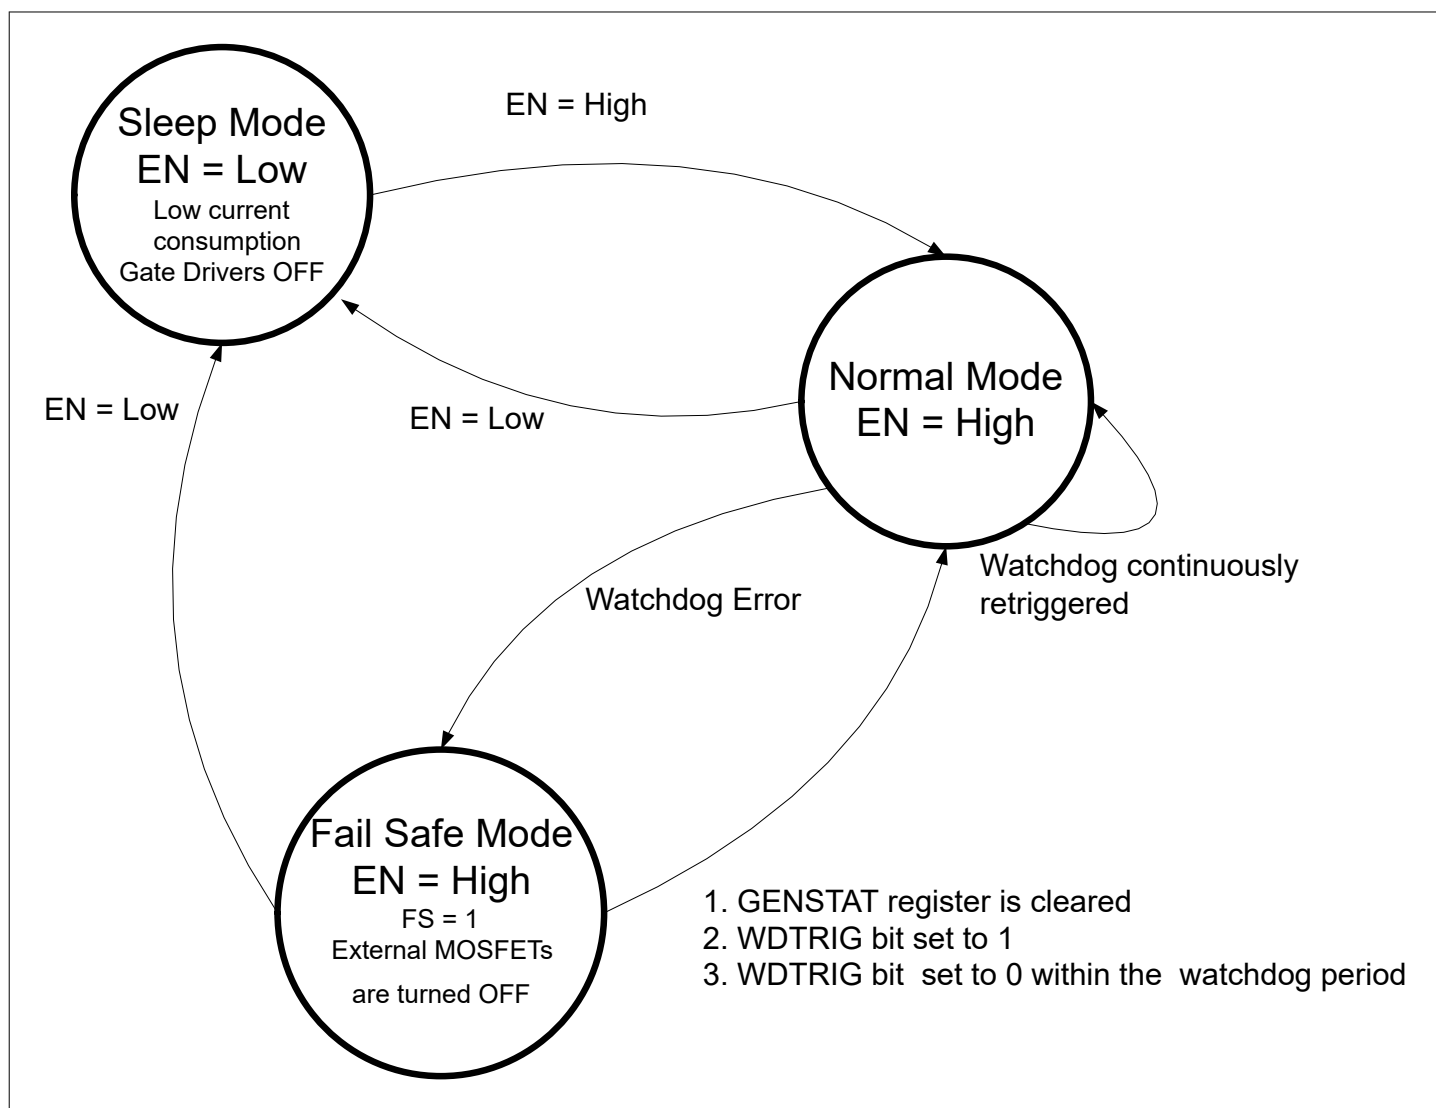 Sleep Mode
EN = Low
Low current
consumption
Gate Drivers OFF
EN = High
EN = Low
EN = Low
Normal Mode
EN = High
Watchdog continuously
retriggered
Watchdog Error
Fail Safe Mode
EN = High
FS = 1
External MOSFETs
are turned OFF
1. GENSTAT register is cleared
2. WDTRIG bit set to 1
3. WDTRIG bit  set to 0 within the  watchdog period